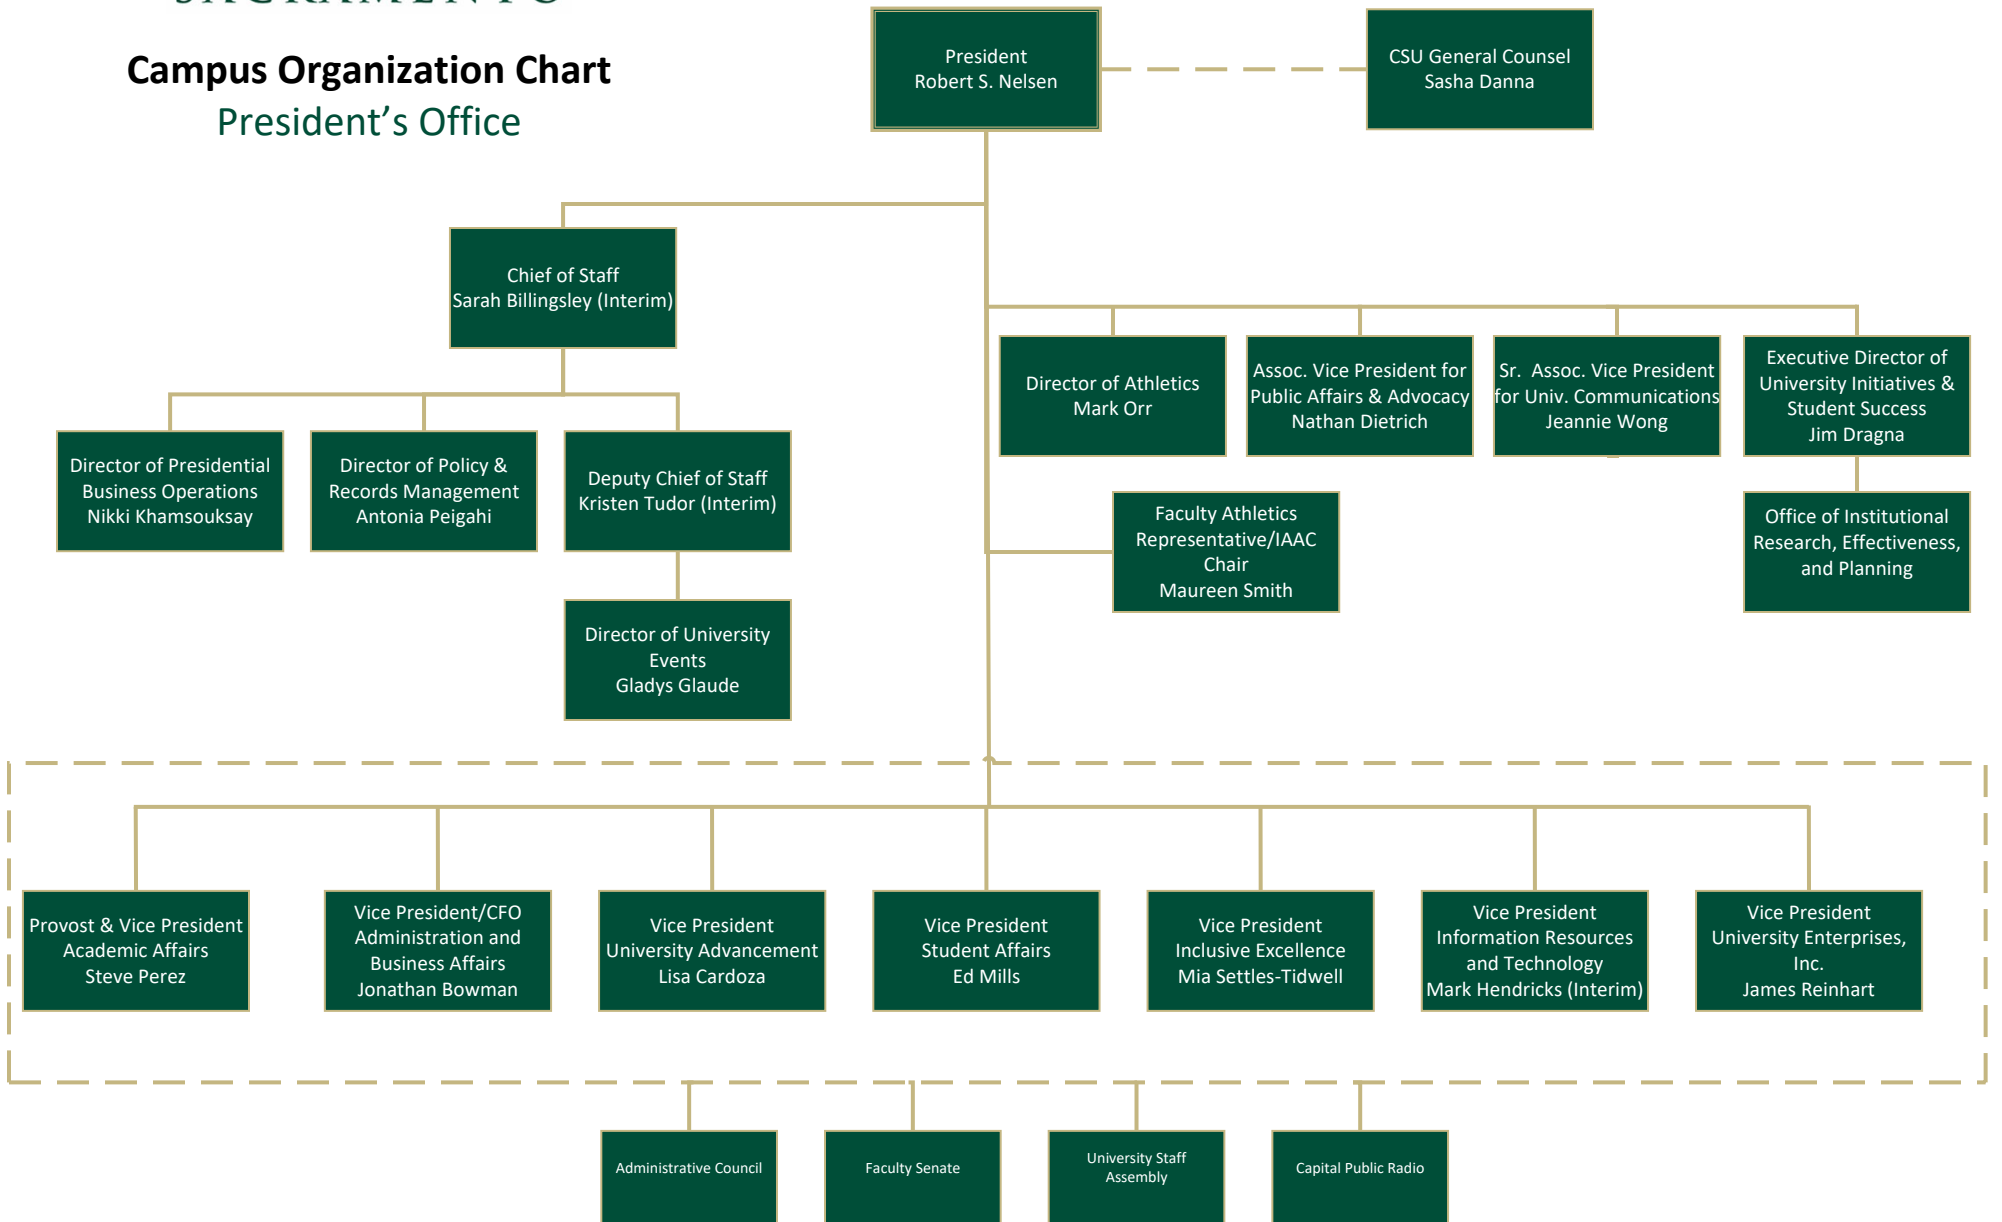 SACRAMENTO
Campus Organization Chart
President's Office
President
Robert S. Nelsen
CSU General Counsel
Sasha Danna
Chief of Staff
Sarah Billingsley (Interim)
Director of Athletics
Mark Orr
Assoc. Vice President for
Public Affairs & Advocacy
Nathan Dietrich
Sr. Assoc. Vice President
for Univ. Communications
Jeannie Wong
Executive Director of
University Initiatives &
Student Success
Jim Dragna
Director of Presidential
Business Operations
Nikki Khamsouksay
Director of Policy &
Records Management
Antonia Peigahi
Deputy Chief of Staff
Kristen Tudor (Interim)
Faculty Athletics
Representative/IAAC
Chair
Maureen Smith
Office of Institutional
Research, Effectiveness,
and Planning
Director of University
Events
Gladys Glaude
Provost & Vice President
Academic Affairs
Steve Perez
Vice President/CFO
Administration and
Business Affairs
Jonathan Bowman
Vice President
University Advancement
Lisa Cardoza
Vice President
Student Affairs
Ed Mills
Vice President
Inclusive Excellence
Mia Settles-Tidwell
Vice President
Information Resources
and Technology
Mark Hendricks (Interim)
Vice President
University Enterprises,
Inc.
James Reinhart
Administrative Council
Faculty Senate
University Staff
Assembly
Capital Public Radio